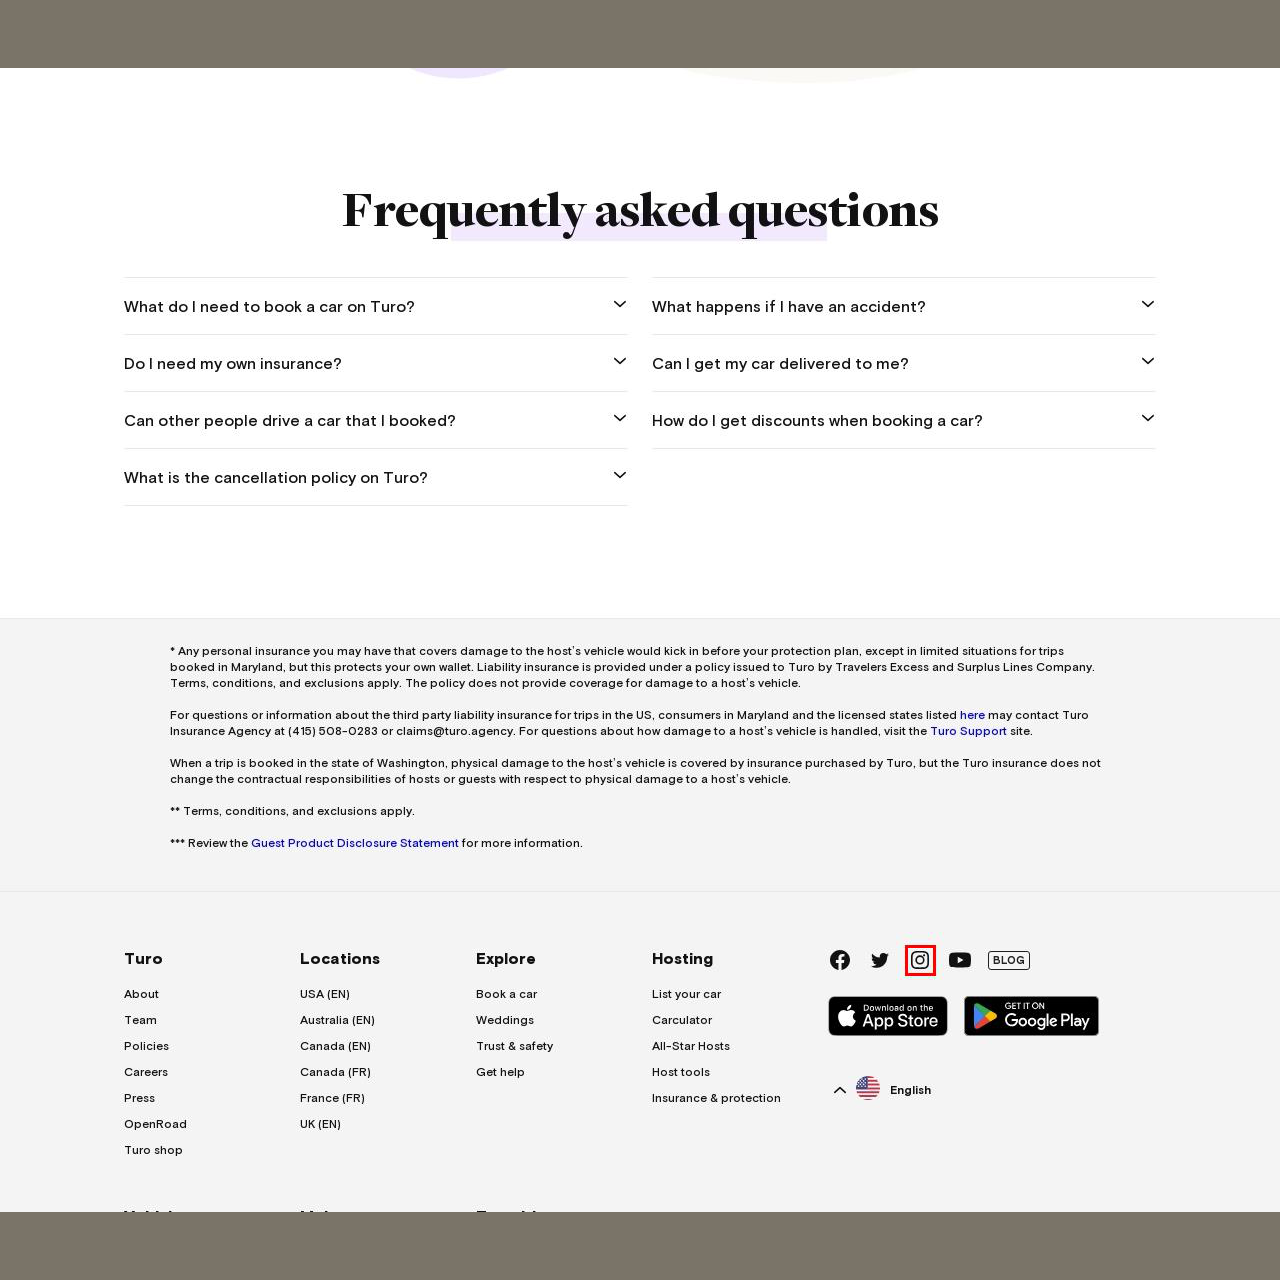 Frequently asked questions
What do I need to book a car on Turo?
Do I need my own insurance?
Can other people drive a car that I booked?
What is the cancellation policy on Turo?
What happens if I have an accident?
Can I get my car delivered to me?
How do I get discounts when booking a car?
* Any personal insurance you may have that covers damage to the host's vehicle would kick in before your protection plan, except in limited situations for trips
booked in Maryland, but this protects your own wallet. Liability insurance is provided under a policy issued to Turo by Travelers Excess and Surplus Lines Company.
Terms, conditions, and exclusions apply. The policy does not provide coverage for damage to a host's vehicle.
For questions or information about the third party liability insurance for trips in the US, consumers in Maryland and the licensed states listed here may contact Turo
Insurance Agency at (415) 508-0283 or claims@turo.agency. For questions about how damage to a host's vehicle is handled, visit the Turo Support site.
When a trip is booked in the state of Washington, physical damage to the host's vehicle is covered by insurance purchased by Turo, but the Turo insurance does not
change the contractual responsibilities of hosts or guests with respect to physical damage to a host's vehicle.
** Terms, conditions, and exclusions apply.
*** Review the Guest Product Disclosure Statement for more information.
Turo
About
Team
Policies
Careers
Press
OpenRoad
Turo shop
Locations
USA (EN)
Australia (EN)
Canada (EN)
Canada (FR)
France (FR)
UK (EN)
Explore
Book a car
Weddings
Trust & safety
Get help
Hosting
List your car
Carculator
All-Star Hosts
Host tools
Insurance & protection
BLOG
Download on the
App Store
GET IT ON
Google Play
English